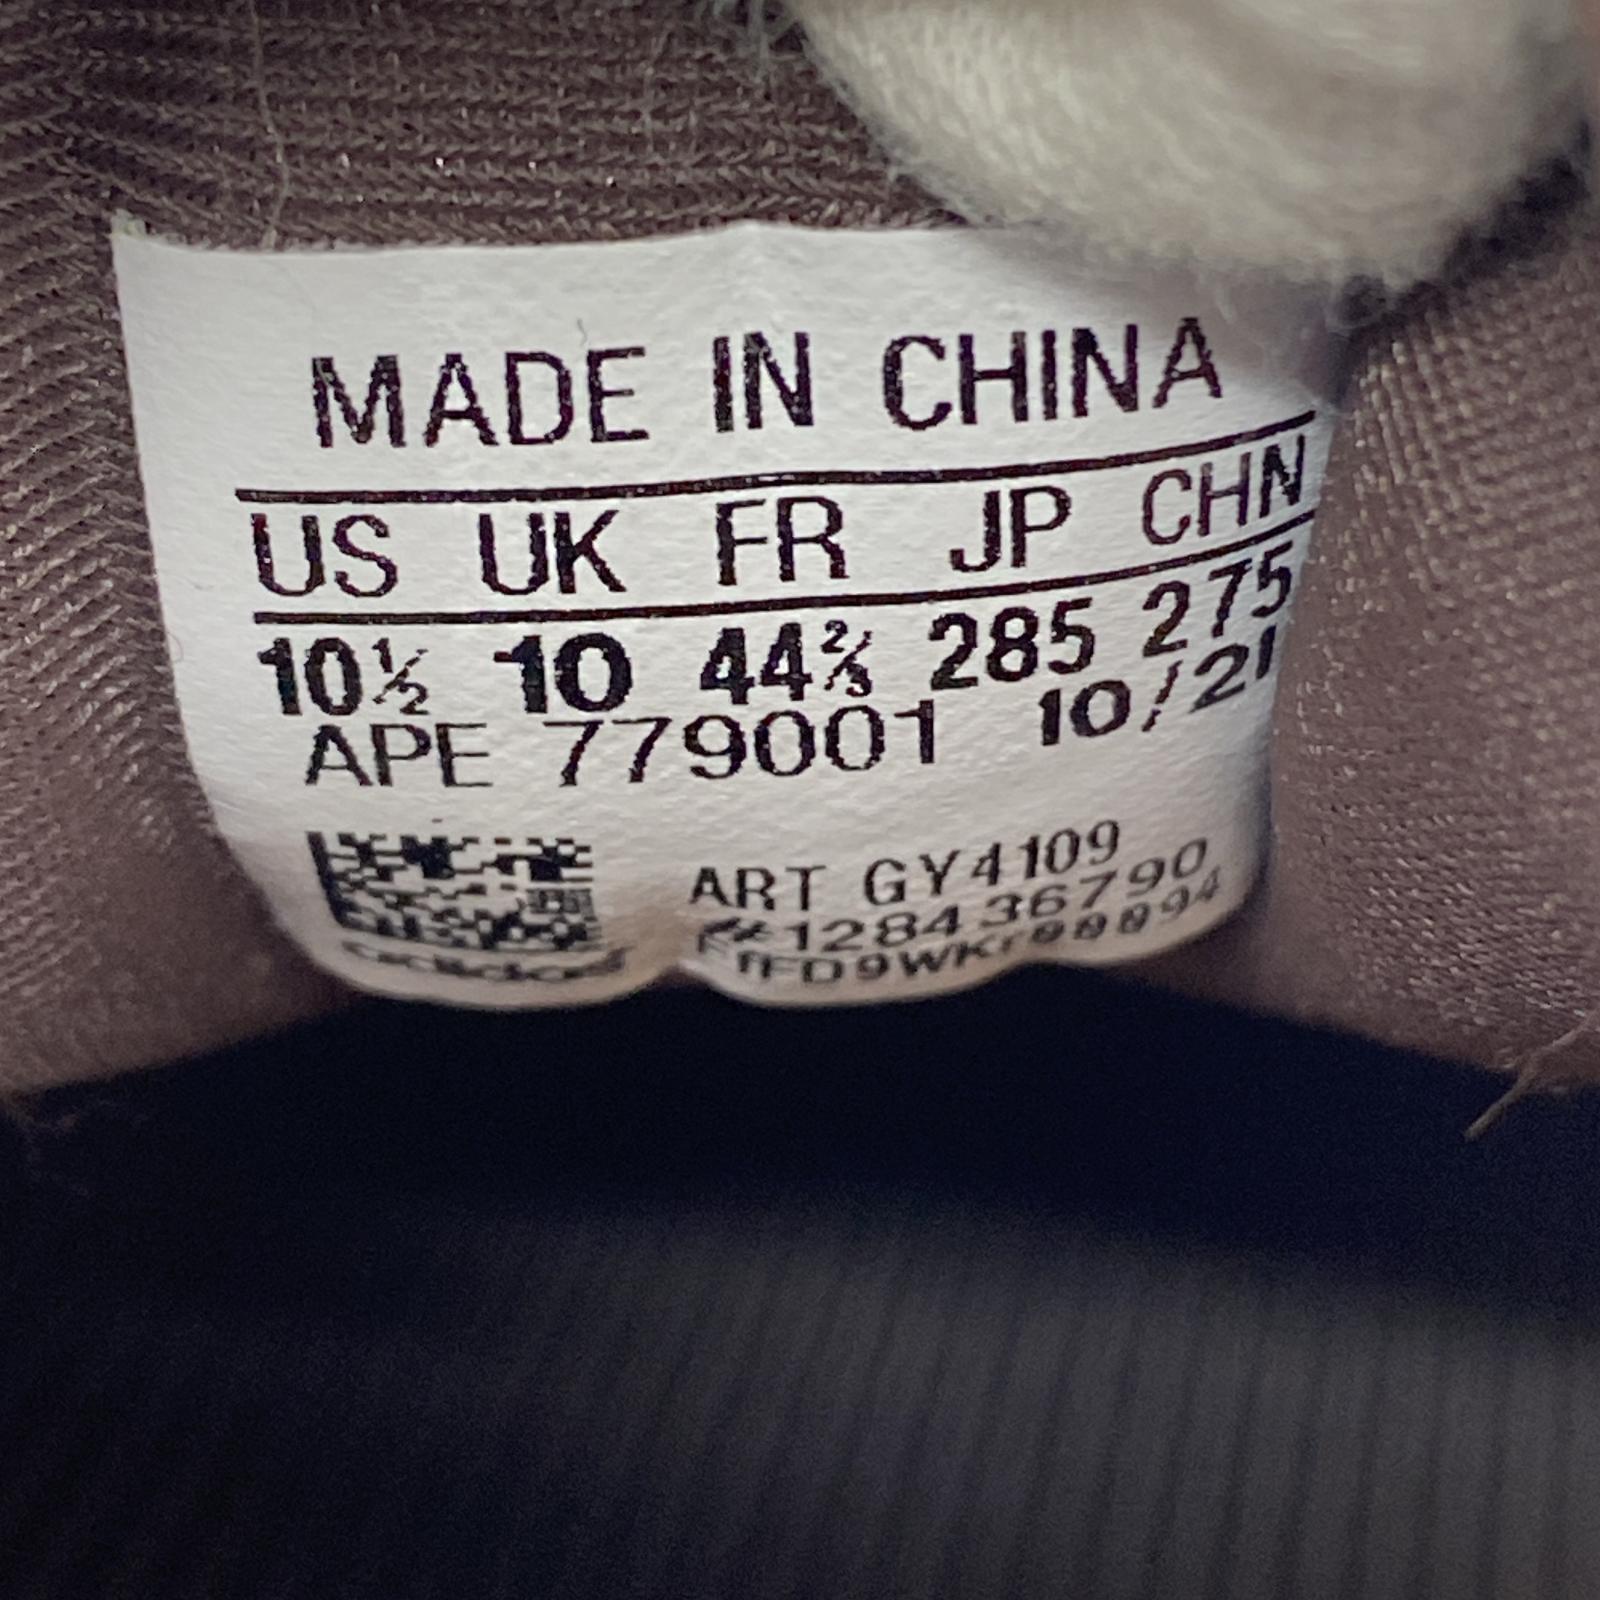 MADE IN CHINA
US UK FR JP CHN
10½ 10 44⅔ 285 275
APE 779001 10/21
ART GY4109
adidas